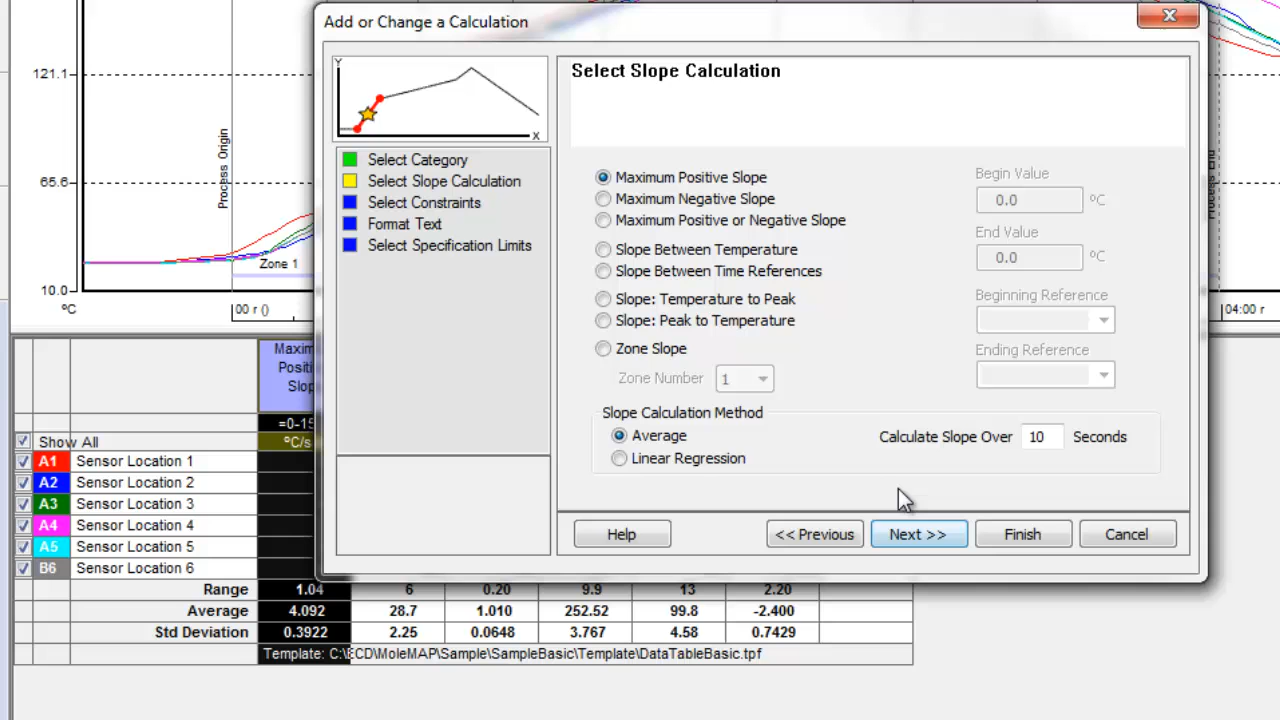 Add or Change a Calculation
Y
X
Select Category
Select Slope Calculation
Select Constraints
Format Text
Select Specification Limits
Select Slope Calculation
Maximum Positive Slope
Maximum Negative Slope
Maximum Positive or Negative Slope
Slope Between Temperature
Slope Between Time References
Slope: Temperature to Peak
Slope: Peak to Temperature
Zone Slope
Zone Number 1
Begin Value
0.0 ºC
End Value
0.0 ºC
Beginning Reference
Ending Reference
Slope Calculation Method
Average
Linear Regression
Calculate Slope Over 10 Seconds
Help
<< Previous
Next >>
Finish
Cancel
121.1
65.6
10.0
ºC
Process Origin
Zone 1
00 r ()
Process End
04:00 r
Maxim
Positi
Slop
=0-15
Show All ºC/s
A1 Sensor Location 1
A2 Sensor Location 2
A3 Sensor Location 3
A4 Sensor Location 4
A5 Sensor Location 5
B6 Sensor Location 6
Range 1.04 6 0.20 9.9 13 2.20
Average 4.092 28.7 1.010 252.52 99.8 -2.400
Std Deviation 0.3922 2.25 0.0648 3.767 4.58 0.7429
Template: C:\ECD\MoleMAP\Sample\SampleBasic\Template\DataTableBasic.tpf